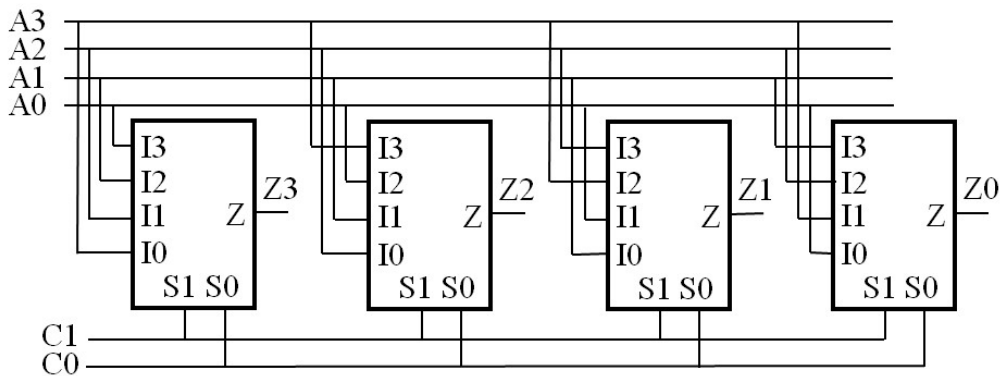 A3
A2
A1
A0
I3 I3 I3 I3
I2 Z3 I2 Z2 I2 Z1 I2 Z0
I1 Z I1 Z I1 Z I1 Z
I0 I0 I0 I0
S1 S0 S1 S0 S1 S0 S1 S0
C1
C0